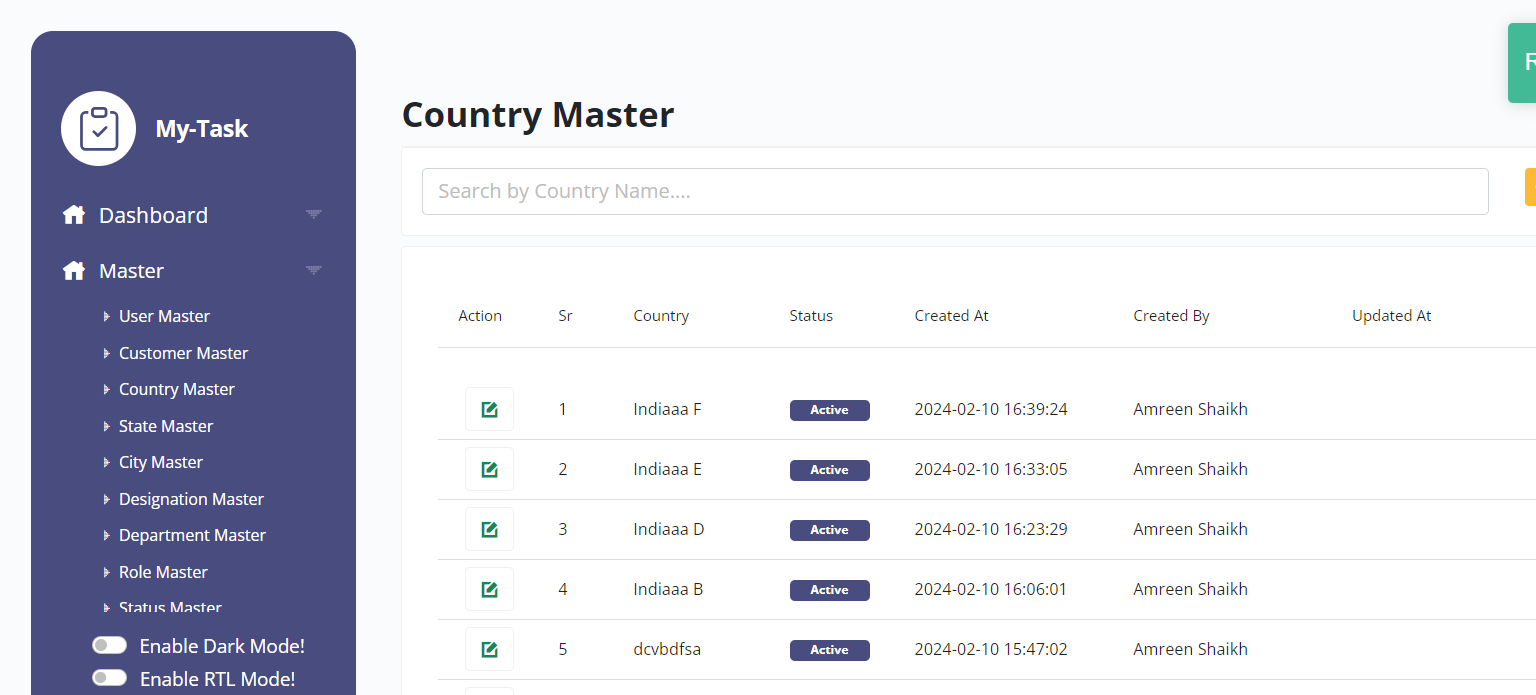 My-Task
Dashboard
Master
User Master
Customer Master
Country Master
State Master
City Master
Designation Master
Department Master
Role Master
Status Master
Enable Dark Mode!
Enable RTL Mode!
Country Master
Search by Country Name....
Action Sr Country Status Created At Created By Updated At
1 Indiaaa F Active 2024-02-10 16:39:24 Amreen Shaikh
2 Indiaaa E Active 2024-02-10 16:33:05 Amreen Shaikh
3 Indiaaa D Active 2024-02-10 16:23:29 Amreen Shaikh
4 Indiaaa B Active 2024-02-10 16:06:01 Amreen Shaikh
5 dcvbdfsa Active 2024-02-10 15:47:02 Amreen Shaikh